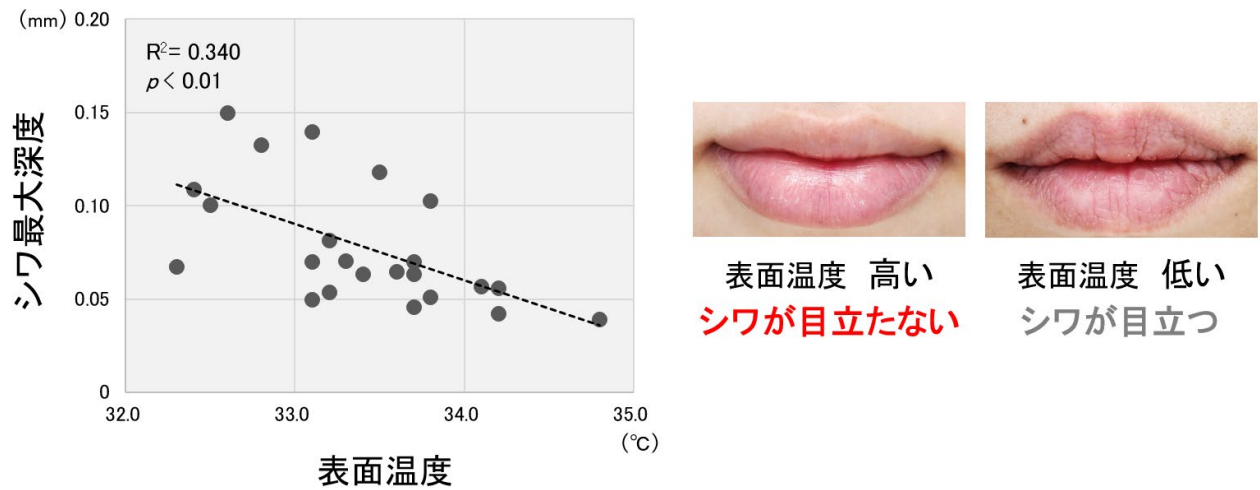 (mm)
0.20
R²= 0.340
p< 0.01
0.15
0.10
0.05
0
シワ最大深度
32.0
33.0
34.0
35.0
(℃)
表面温度
表面温度 高い
シワが目立たない
表面温度 低い
シワが目立つ